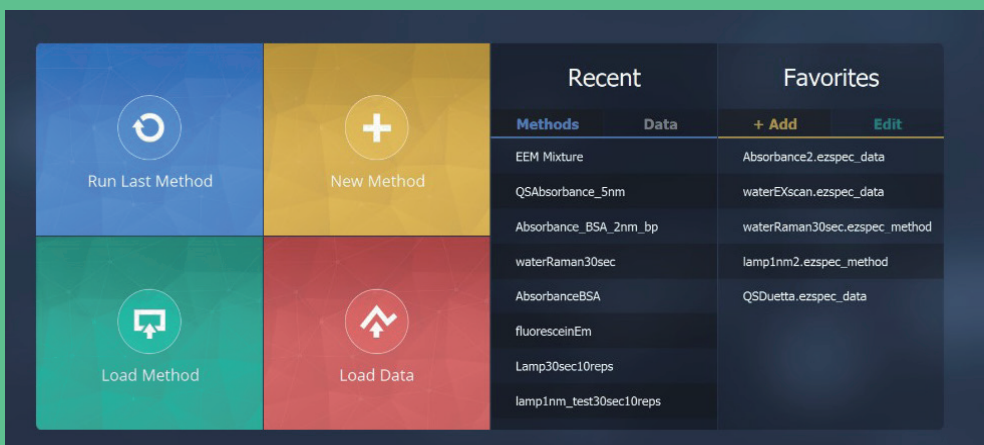 Run Last Method
New Method
Load Method
Load Data
Recent
Methods Data
EEM Mixture
QSAbsorbance_5nm
Absorbance_BSA_2nm_bp
waterRaman30sec
AbsorbanceBSA
fluoresceinEm
Lamp30sec10reps
lamp1nm_test30sec10reps
Favorites
+ Add Edit
Absorbance2.ezspec_data
waterEXscan.ezspec_data
waterRaman30sec.ezspec_method
lamp1nm2.ezspec_method
QSDuetta.ezspec_data